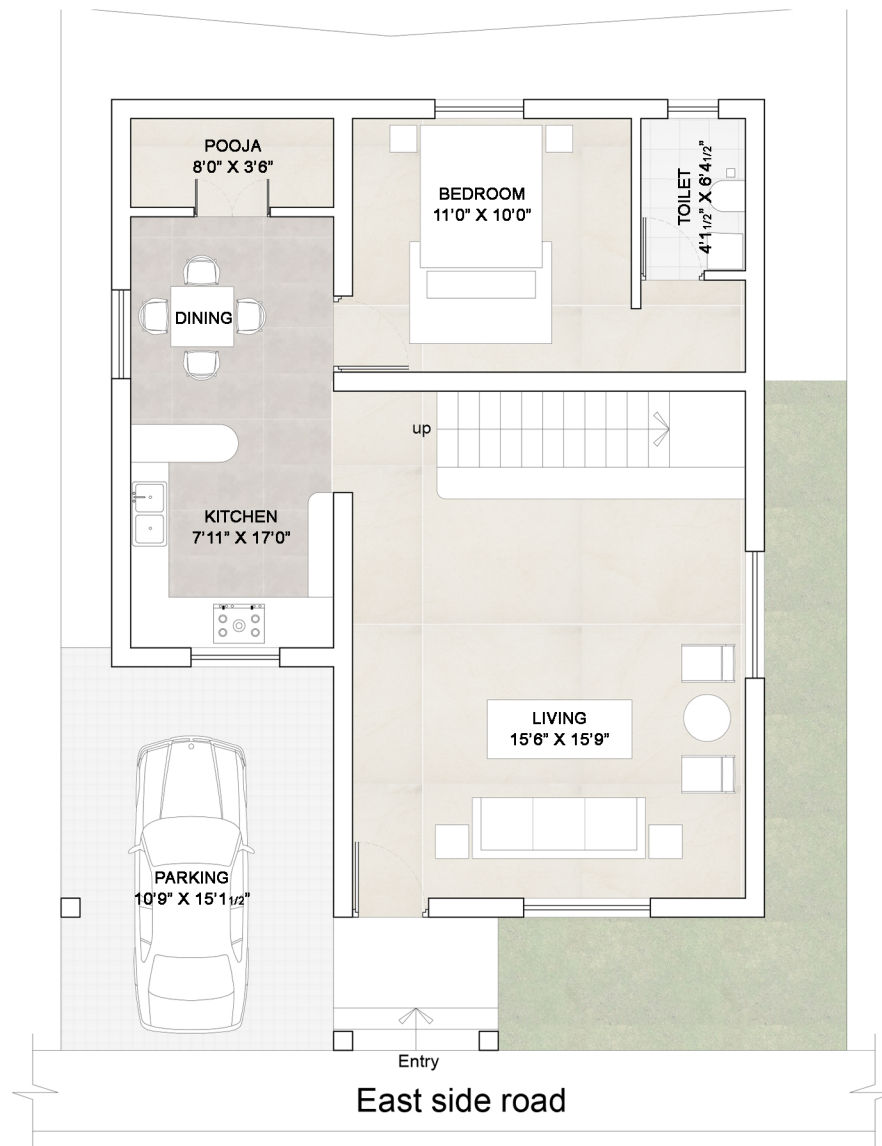 POOJA
8'0" X 3'6"
BEDROOM
11'0" X 10'0"
TOILET
4'1 1/2" X 6'4 1/2"
DINING
up
KITCHEN
7'11" X 17'0"
LIVING
15'6" X 15'9"
PARKING
10'9" X 15'1 1/2"
Entry
East side road